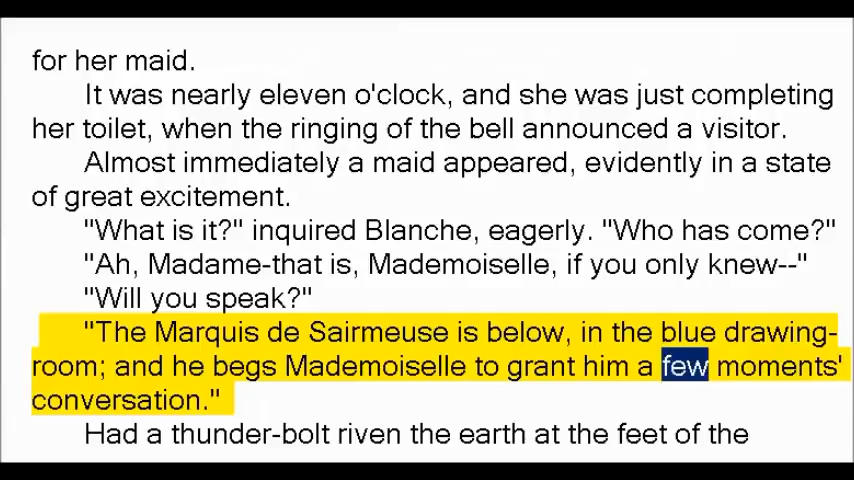 for her maid.
It was nearly eleven o'clock, and she was just completing
her toilet, when the ringing of the bell announced a visitor.
Almost immediately a maid appeared, evidently in a state
of great excitement.
"What is it?" inquired Blanche, eagerly. "Who has come?"
"Ah, Madame-that is, Mademoiselle, if you only knew--"
"Will you speak?"
"The Marquis de Sairmeuse is below, in the blue drawing-
room; and he begs Mademoiselle to grant him a few moments'
conversation."
Had a thunder-bolt riven the earth at the feet of the